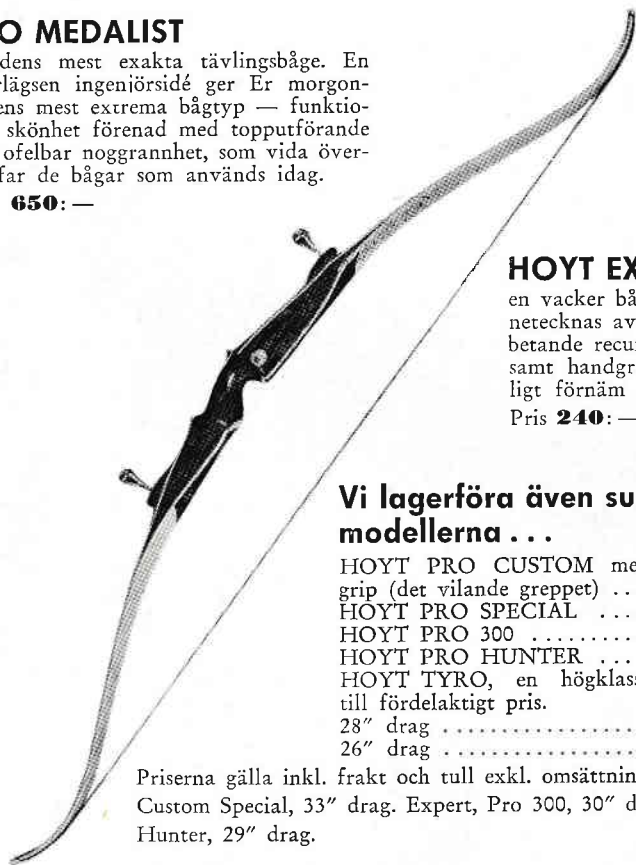 O MEDALIST
dens mest exakta tävlingsbåge. En
rlägsen ingenjörsidé ger Er morgon-
ens mest extrema bågtyp — funktio-
skönhet förenad med topputförande
ofelbar noggrannhet, som vida över-
far de bågar som används idag.
650: —
HOYT EX
en vacker bå
netecknas av
betande recu
samt handgr
ligt förnäm
Pris 240: —
Vi lagerföra även su
modellerna . . .
HOYT PRO CUSTOM me
grip (det vilande greppet) . .
HOYT PRO SPECIAL . . .
HOYT PRO 300 . . . . . . . . .
HOYT PRO HUNTER . . .
HOYT TYRO, en högklass
till fördelaktigt pris.
28″ drag . . . . . . . . . . . . . . . .
26″ drag . . . . . . . . . . . . . . . .
Priserna gälla inkl. frakt och tull exkl. omsättnin
Custom Special, 33″ drag. Expert, Pro 300, 30″ d
Hunter, 29″ drag.